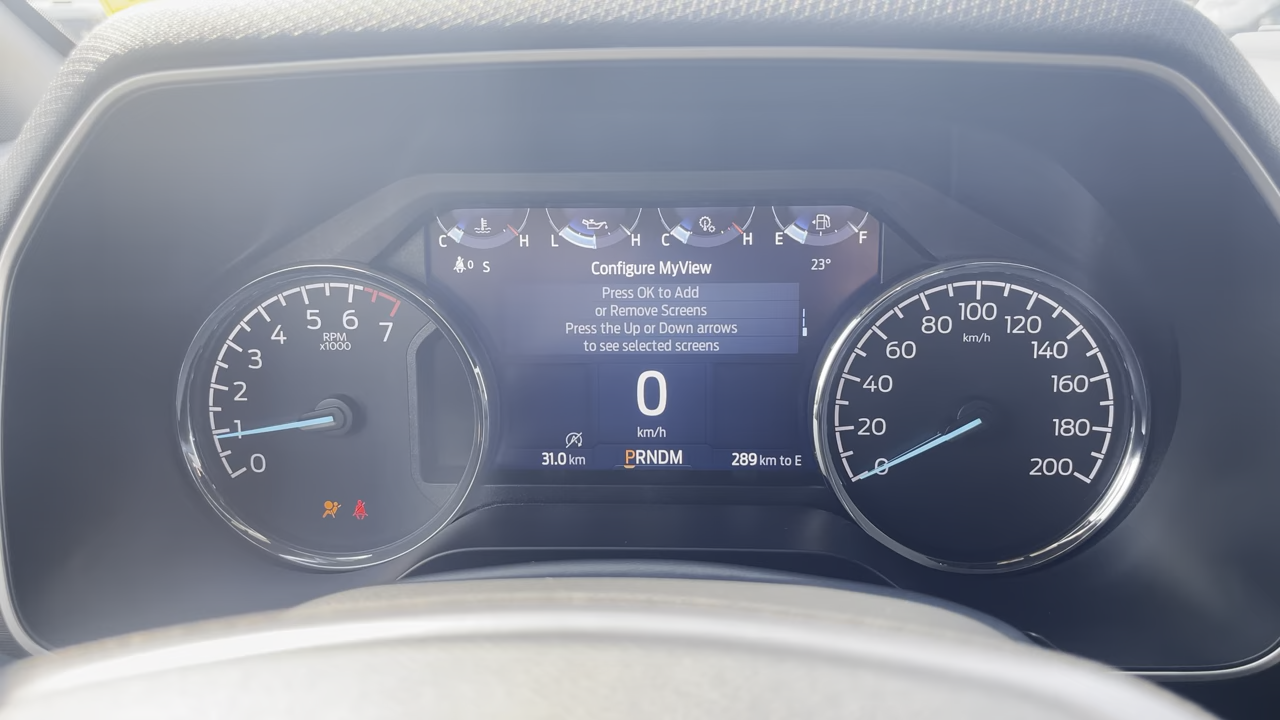 C H L H C H E F
0 S
Configure MyView
23°
Press OK to Add
or Remove Screens
Press the Up or Down arrows
to see selected screens
0 1 2 3 4 5 6 7
RPM
x1000
0
km/h
31.0 km
PRNDM
289 km to E
0 20 40 60 80 100 120 140 160 180 200
km/h